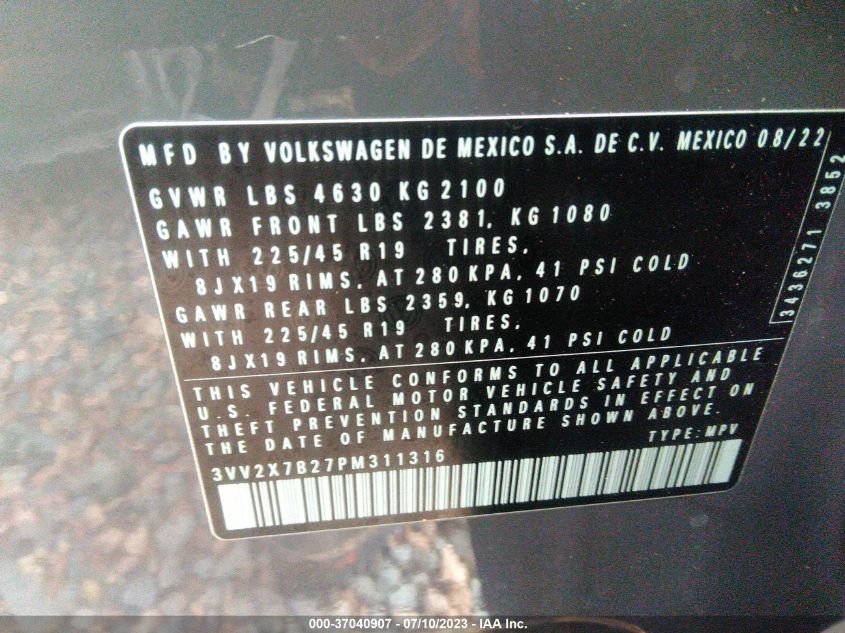 MFD BY VOLKSWAGEN DE MEXICO S.A. DE C.V. MEXICO 08/22
GVWR LBS 4630 KG 2100
GAWR FRONT LBS 2381, KG 1080
WITH 225/45 R19 TIRES,
8JX19 RIMS, AT 280 KPA, 41 PSI COLD
GAWR REAR LBS 2359, KG 1070
WITH 225/45 R19 TIRES,
8JX19 RIMS, AT 280 KPA, 41 PSI COLD
3436271 3852
THIS VEHICLE CONFORMS TO ALL APPLICABLE
U.S. FEDERAL MOTOR VEHICLE SAFETY AND
THEFT PREVENTION STANDARDS IN EFFECT ON
THE DATE OF MANUFACTURE SHOWN ABOVE.
3VV2X7B27PM311316 TYPE: MPV
000-37040907 - 07/10/2023 - IAA Inc.